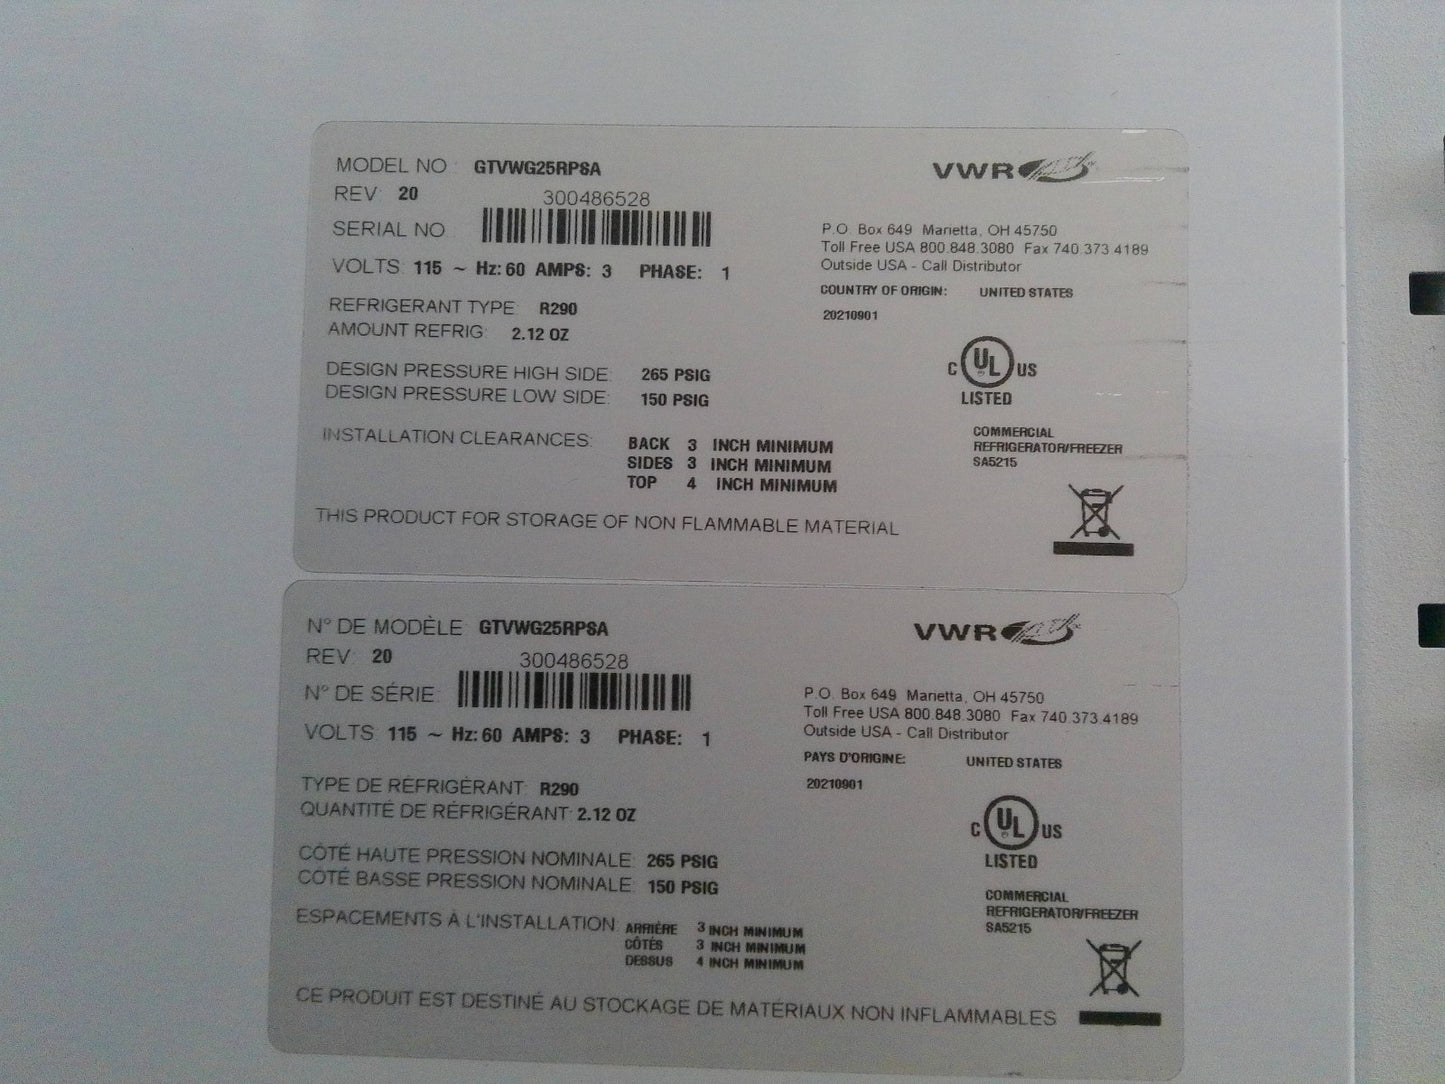 MODEL NO : GTVWG25RPSA
REV: 20
300486528
SERIAL NO
VOLTS: 115 ~ Hz: 60 AMPS: 3 PHASE: 1
REFRIGERANT TYPE: R290
AMOUNT REFRIG: 2.12 OZ
DESIGN PRESSURE HIGH SIDE: 265 PSIG
DESIGN PRESSURE LOW SIDE: 150 PSIG
INSTALLATION CLEARANCES: BACK 3 INCH MINIMUM
SIDES 3 INCH MINIMUM
TOP 4 INCH MINIMUM
THIS PRODUCT FOR STORAGE OF NON FLAMMABLE MATERIAL
VWR
P.O. Box 649 Marietta, OH 45750
Toll Free USA 800.848.3080 Fax 740.373.4189
Outside USA - Call Distributor
COUNTRY OF ORIGIN: UNITED STATES
20210901
C UL US
LISTED
COMMERCIAL
REFRIGERATOR/FREEZER
SA5215
N° DE MODÈLE: GTVWG25RPSA
REV: 20
300486528
N° DE SÉRIE:
VOLTS: 115 ~ Hz: 60 AMPS: 3 PHASE: 1
TYPE DE RÉFRIGÉRANT: R290
QUANTITÉ DE RÉFRIGÉRANT: 2.12 OZ
CÔTÉ HAUTE PRESSION NOMINALE: 265 PSIG
CÔTÉ BASSE PRESSION NOMINALE: 150 PSIG
ESPACEMENTS À L'INSTALLATION: ARRIÉRE 3 INCH MINIMUM
CÔTÉS 3 INCH MINIMUM
DESSUS 4 INCH MINIMUM
CE PRODUIT EST DESTINÉ AU STOCKAGE DE MATÉRIAUX NON INFLAMMABLES
VWR
P.O. Box 649 Marietta, OH 45750
Toll Free USA 800.848.3080 Fax 740.373.4189
Outside USA - Call Distributor
PAYS D'ORIGINE: UNITED STATES
20210901
C UL US
LISTED
COMMERCIAL
REFRIGERATOR/FREEZER
SA5215